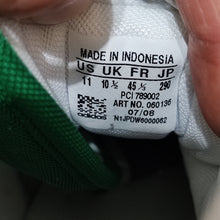 MADE IN INDONESIA
US UK FR JP
11 10½ 45⅓ 290
PCI 789002
ART NO. 060136
07/08
N1JPDW6000062